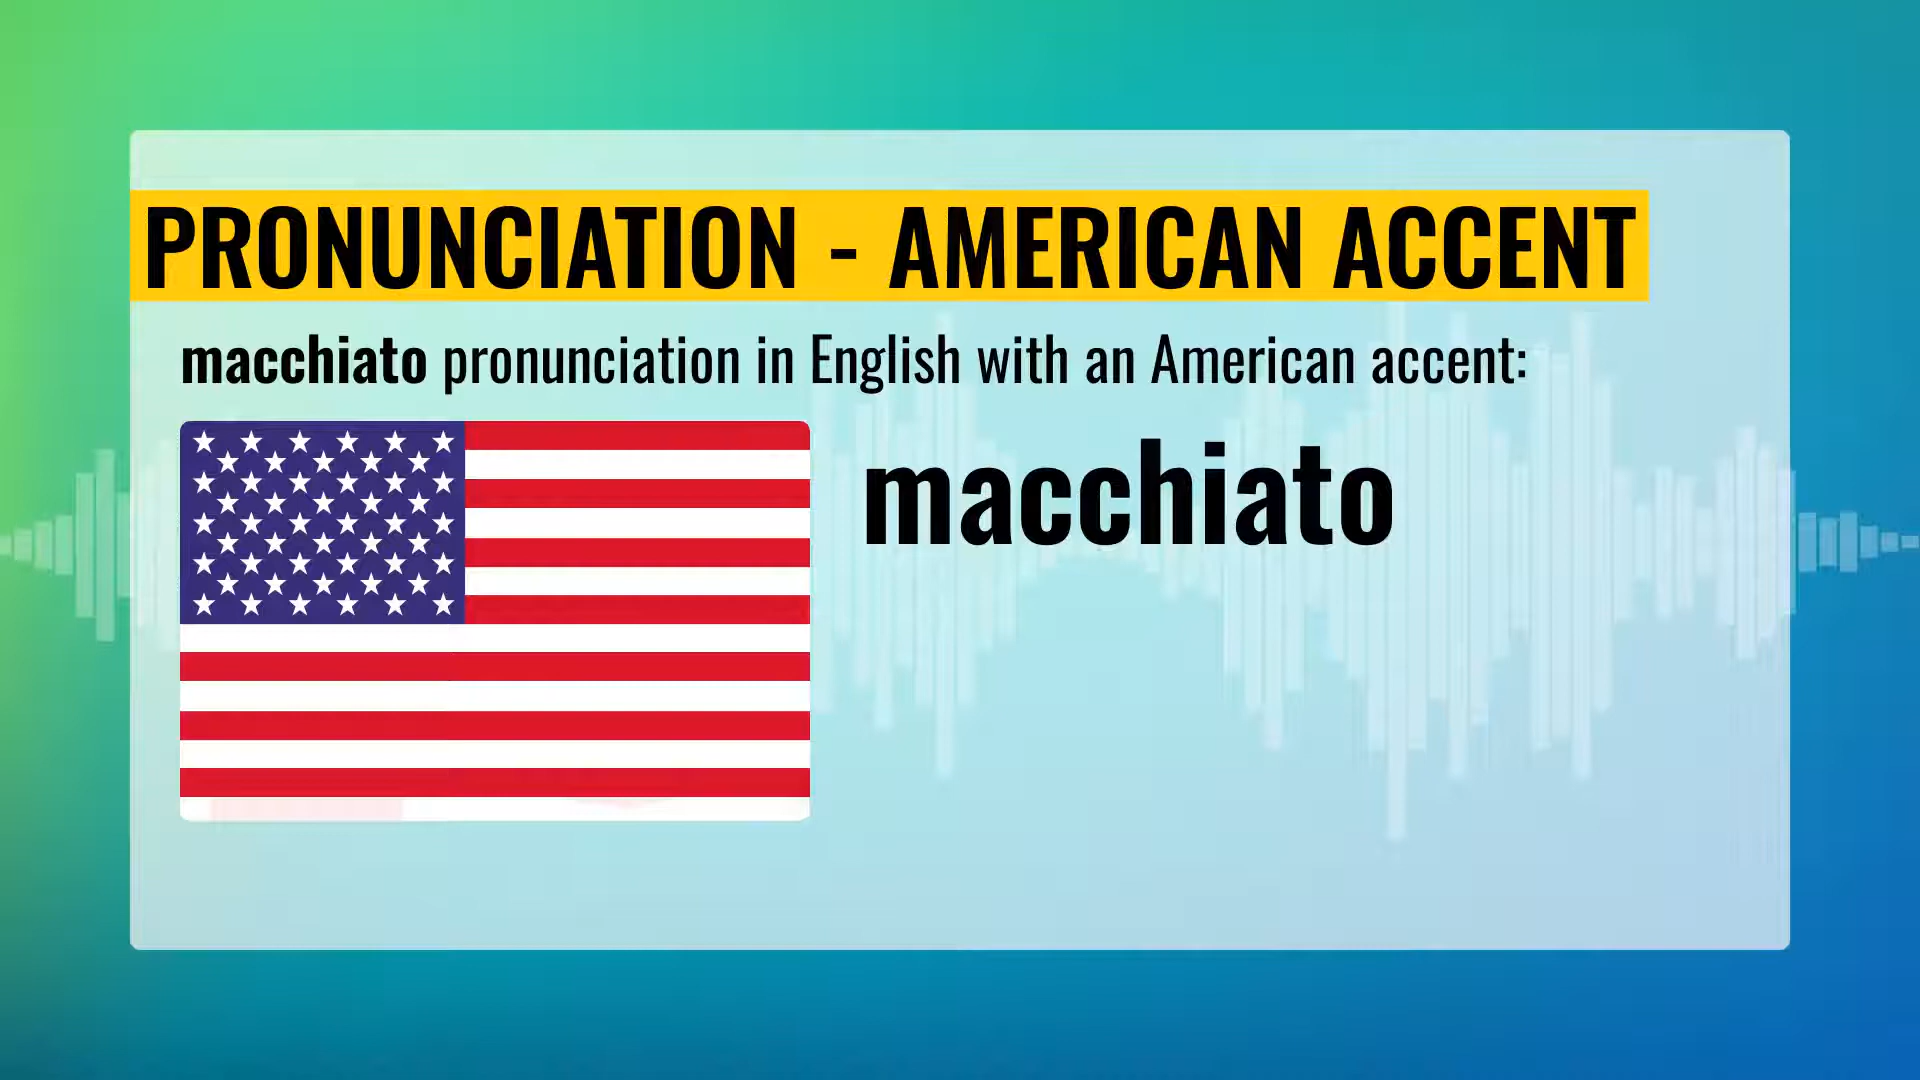 PRONUNCIATION - AMERICAN ACCENT
macchiato pronunciation in English with an American accent:
macchiato